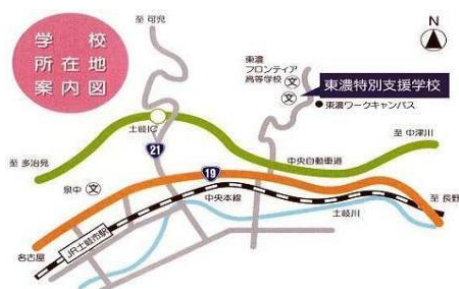 学校
所在地
案内図
至 可児
N
東濃
フロンティア
高等学校
文
文
東濃特別支援学校
東濃ワークキャンパス
土岐IC
至 中津川
21
中央自動車道
至 多治見
19
泉中
文
至 長野
中央本線
土岐川
JR土岐市駅
名古屋